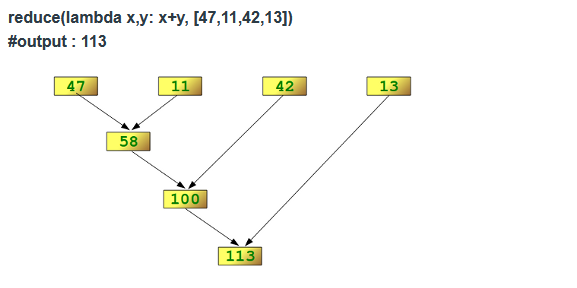 reduce(lambda x,y: x+y, [47,11,42,13])
#output : 113
47 11 42 13
58
100
113